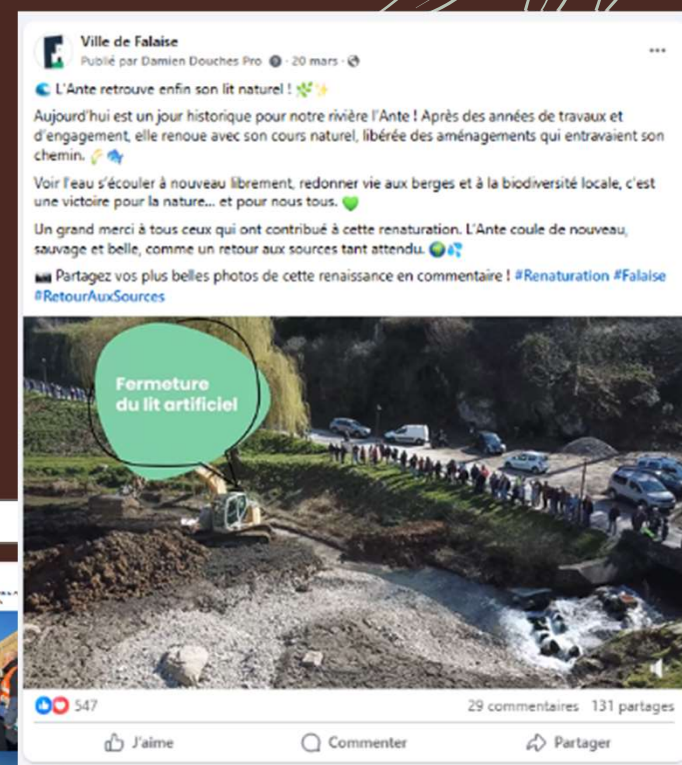 Ville de Falaise
Publié par Damien Douches Pro · 20 mars ·
🌊 L'Ante retrouve enfin son lit naturel ! 🌿✨
Aujourd'hui est un jour historique pour notre rivière l'Ante ! Après des années de travaux et
d'engagement, elle renoue avec son cours naturel, libérée des aménagements qui entravaient son
chemin. 🌾🐟
Voir l'eau s'écouler à nouveau librement, redonner vie aux berges et à la biodiversité locale, c'est
une victoire pour la nature... et pour nous tous. 💚
Un grand merci à tous ceux qui ont contribué à cette renaturation. L'Ante coule de nouveau,
sauvage et belle, comme un retour aux sources tant attendu. 🌍💦
📸 Partagez vos plus belles photos de cette renaissance en commentaire ! #Renaturation #Falaise
#RetourAuxSources
Fermeture
du lit artificiel
547
29 commentaires 131 partages
J'aime
Commenter
Partager